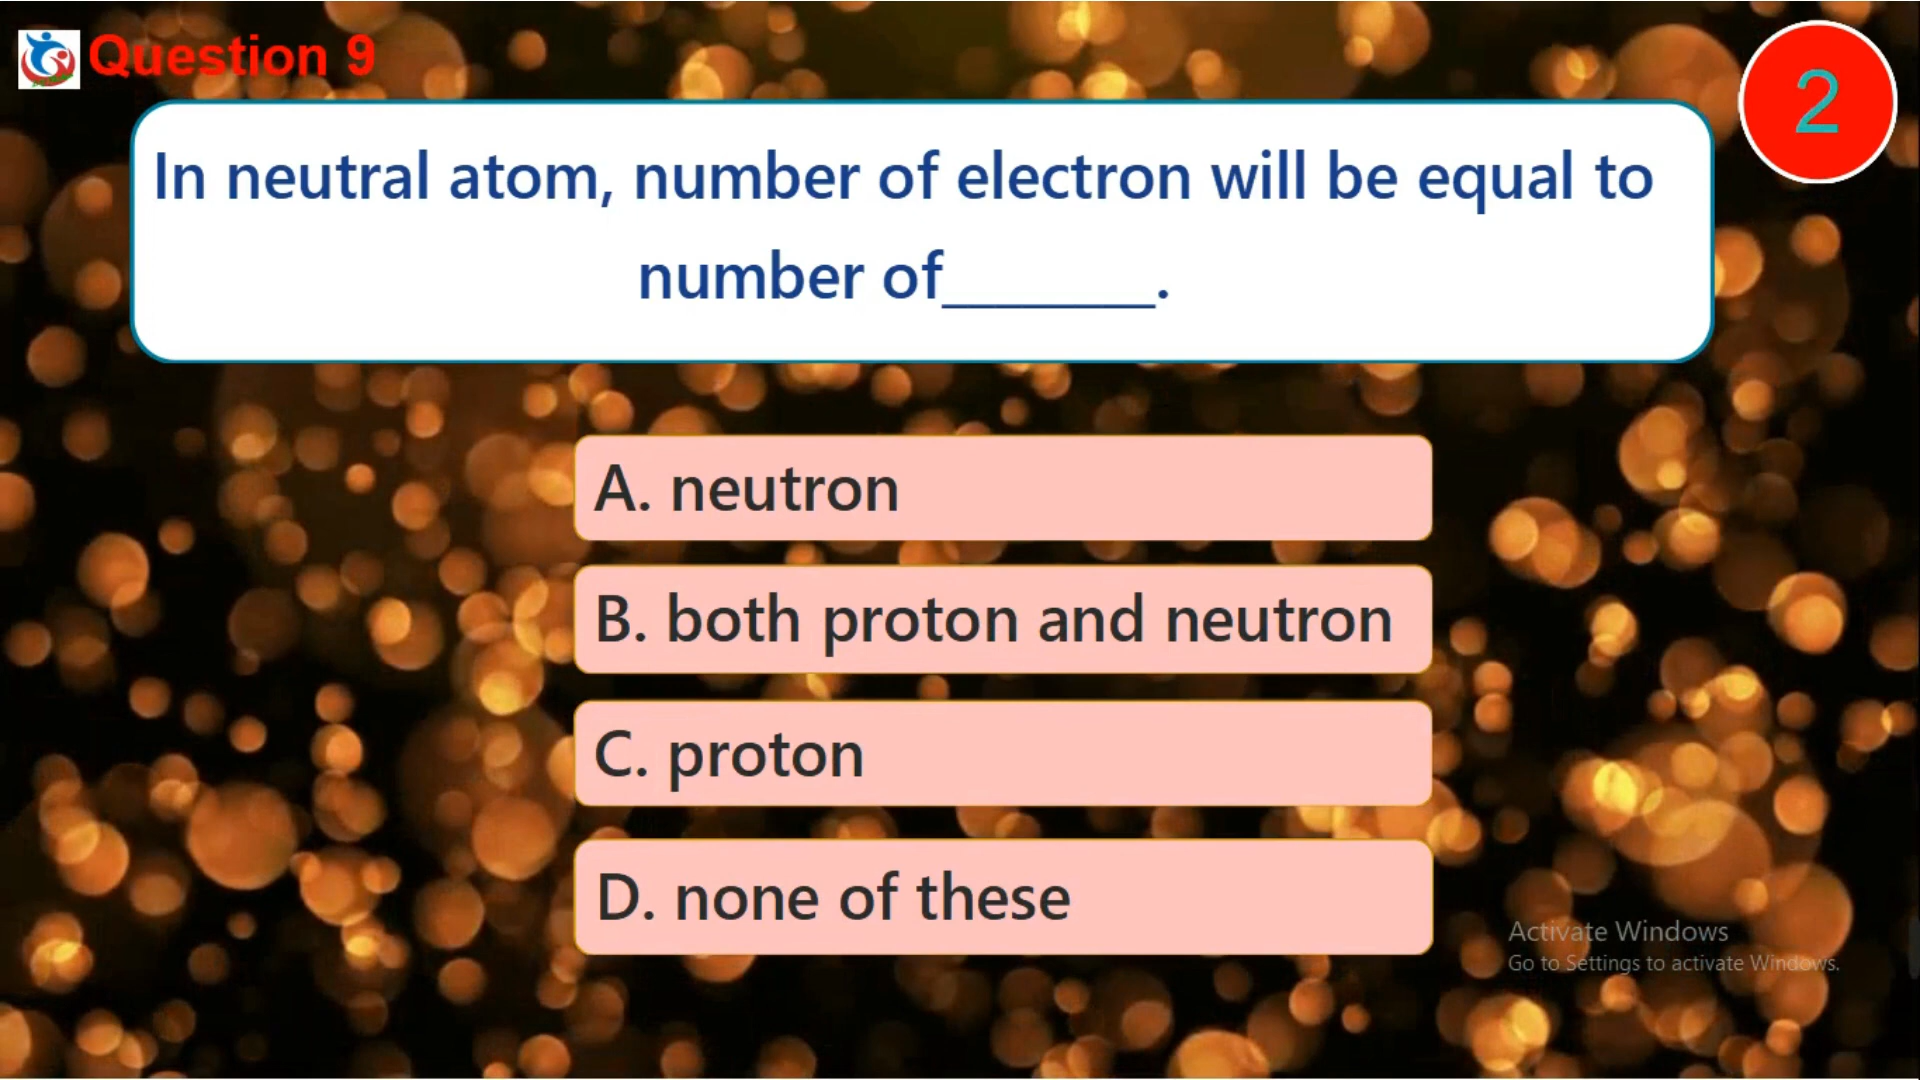 Question 9
2
In neutral atom, number of electron will be equal to
number of________.
A. neutron
B. both proton and neutron
C. proton
D. none of these
Activate Windows
Go to Settings to activate Windows.